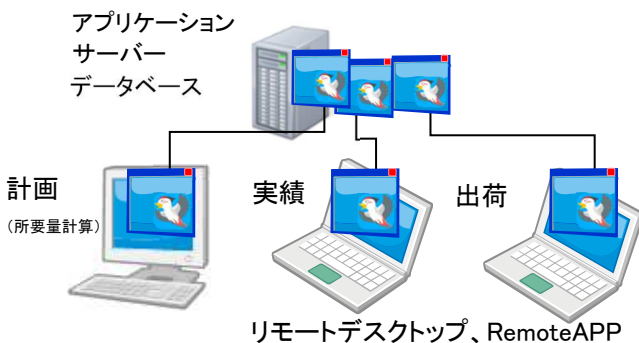 アプリケーション
サーバー
データベース
計画
(所要量計算)
実績
出荷
リモートデスクトップ、RemoteAPP